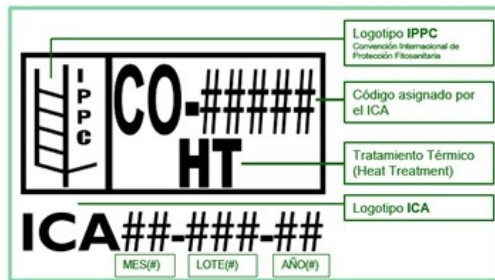 Logotipo IPPC
Convención Internacional de
Protección Fitosanitaria
IPPC
CO-#####
Código asignado por
el ICA
HT
Tratamiento Térmico
(Heat Treatment)
Logotipo ICA
ICA##-###-##
MES(#) LOTE(#) AÑO(#)